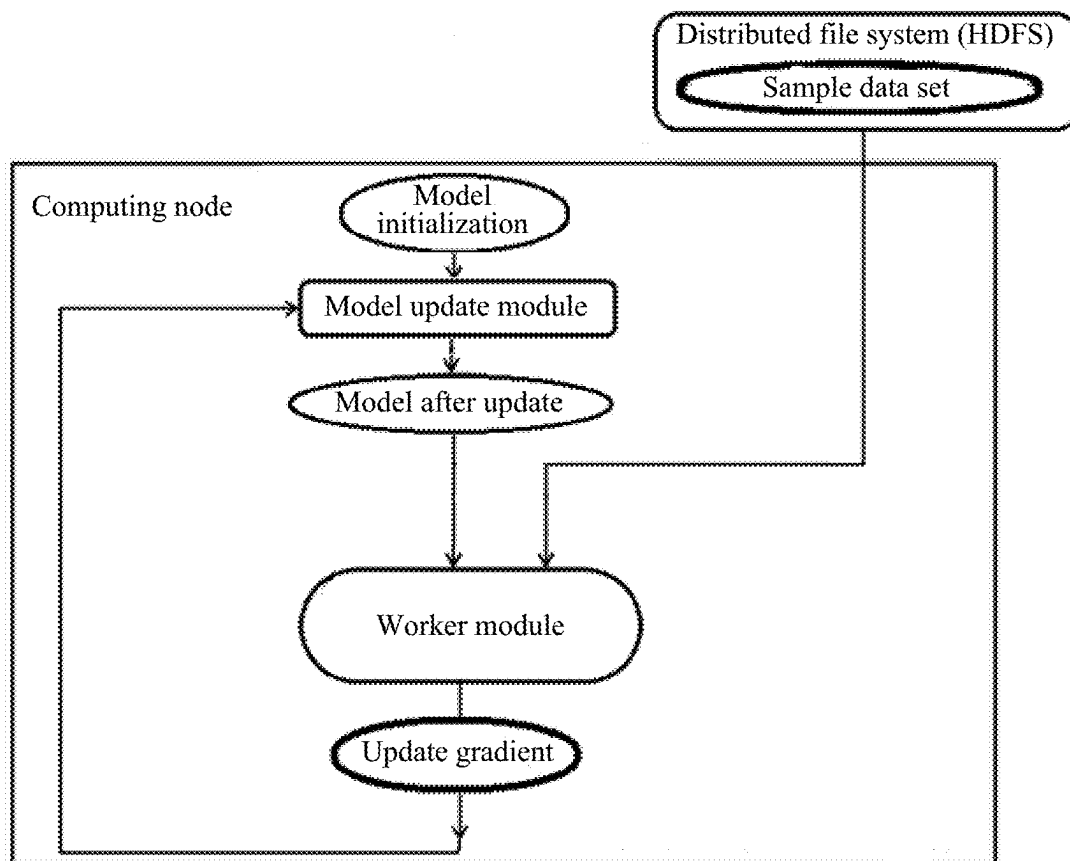 Distributed file system (HDFS)
Sample data set
Computing node
Model
initialization
Model update module
Model after update
Worker module
Update gradient